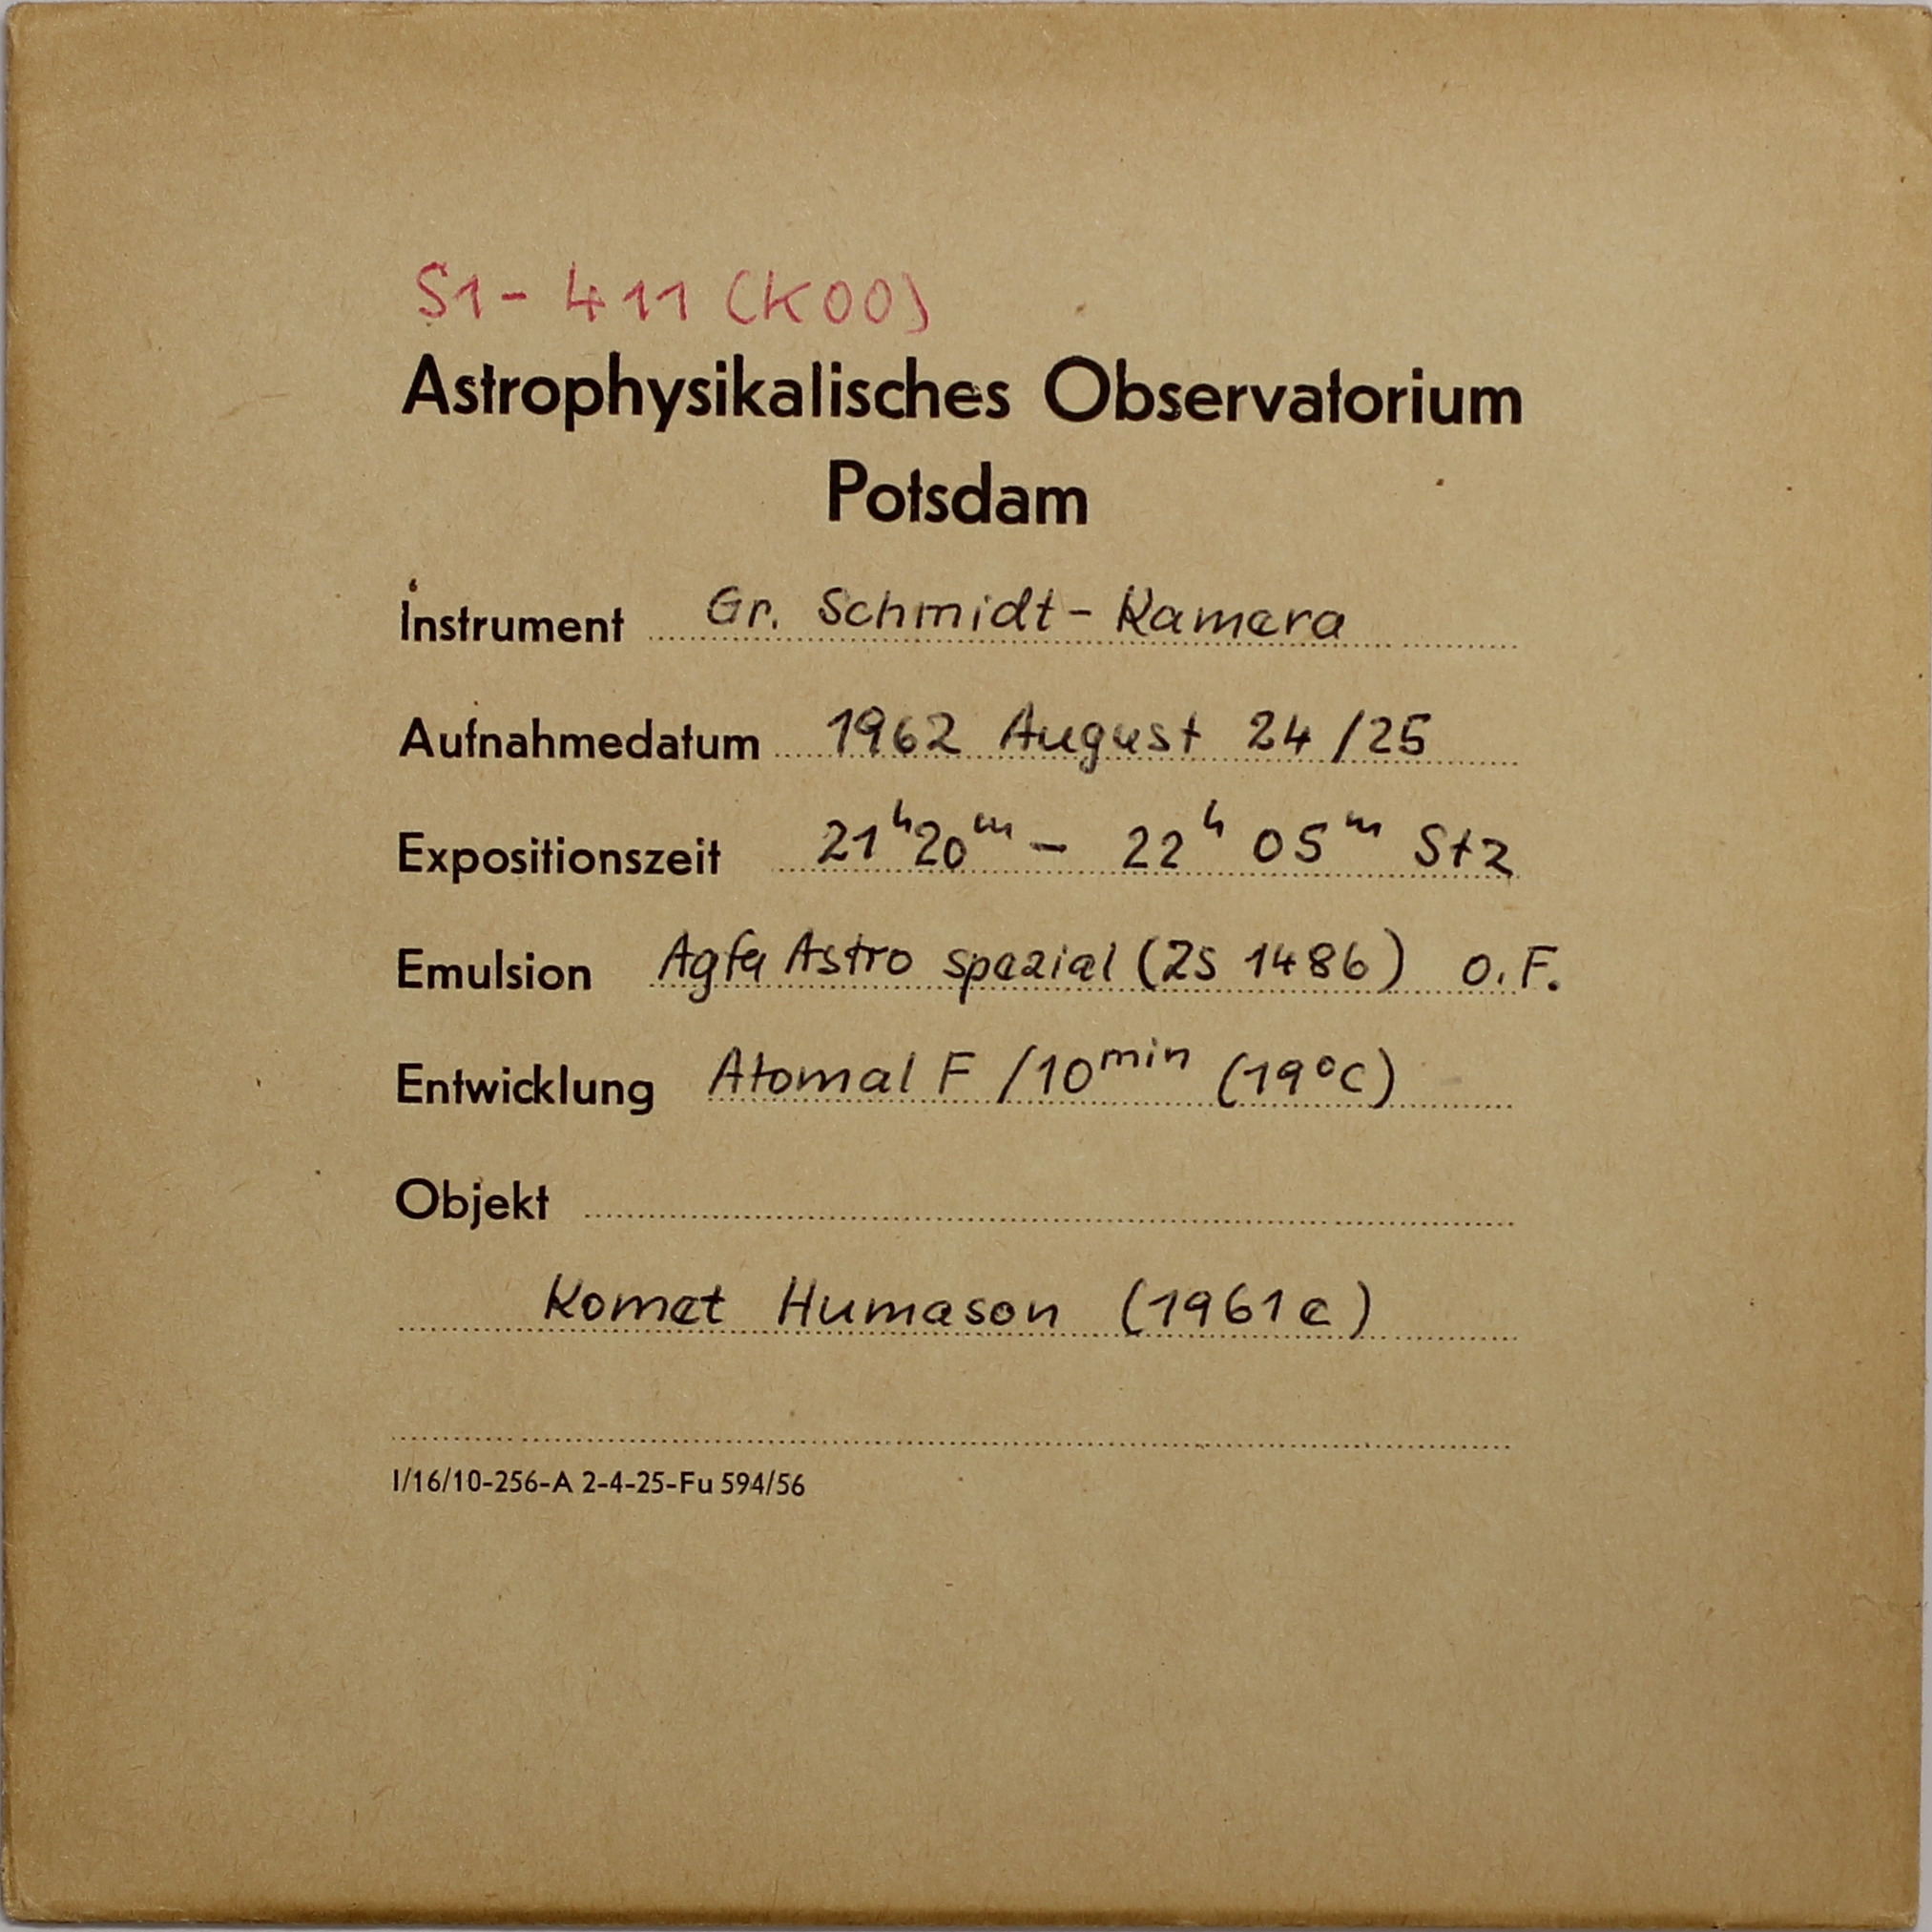 S1-411 (K00)
Astrophysikalisches Observatorium
Potsdam
Instrument Gr. Schmidt-Kamera
Aufnahmedatum 1962 August 24/25
Expositionszeit 21ʰ20ᵐ – 22ʰ 05ᵐ Stz
Emulsion Agfa Astro spezial (ZS 1486) o.F.
Entwicklung Atomal F /10ᵐⁱⁿ (19°C)
Objekt
Komet Humason (1961e)
I/16/10-256-A 2-4-25-Fu 594/56